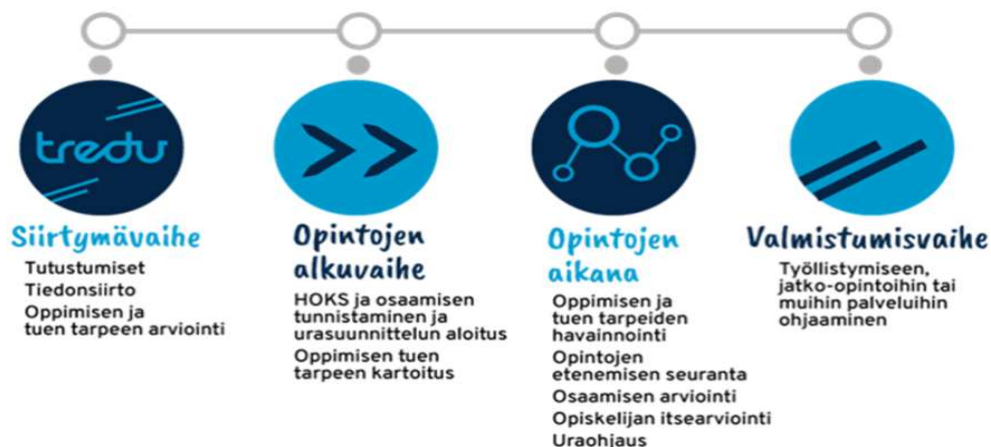 tredu
Siirtymävaihe
Tutustumiset
Tiedonsiirto
Oppimisen ja
tuen tarpeen arviointi
Opintojen
alkuvaihe
HOKS ja osaamisen
tunnistaminen ja
urasuunnittelun aloitus
Oppimisen tuen
tarpeen kartoitus
Opintojen
aikana
Oppimisen ja
tuen tarpeiden
havainnointi
Opintojen
etenemisen seuranta
Osaamisen arviointi
Opiskelijan itsearviointi
Uraohjaus
Valmistumisvaihe
Työllistymiseen,
jatko-opintoihin tai
muihin palveluihin
ohjaaminen